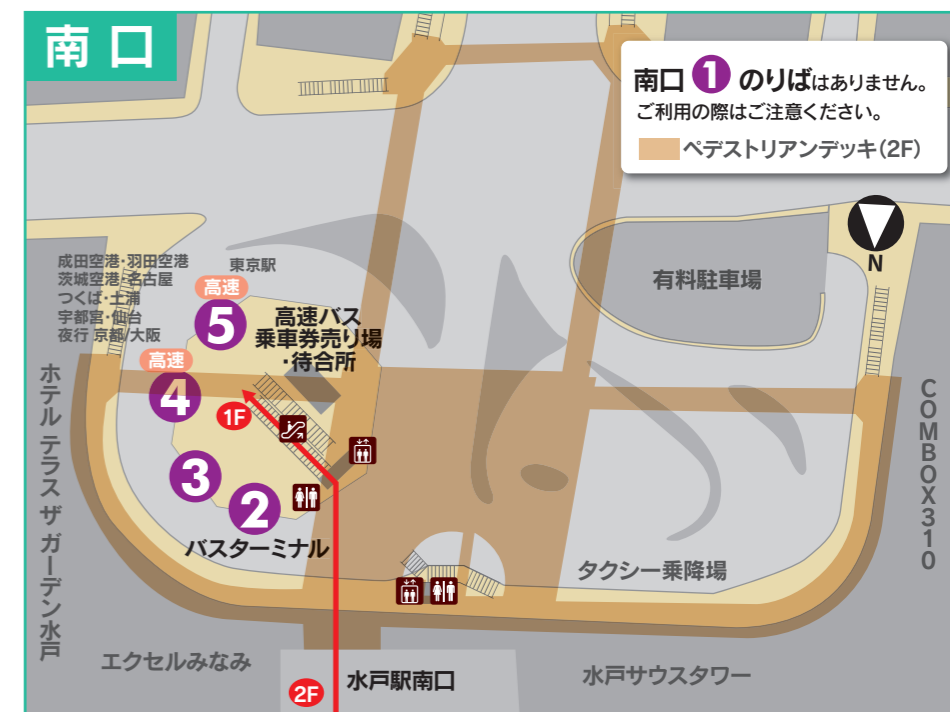 南口
南口 1 のりばはありません。
ご利用の際はご注意ください。
ペデストリアンデッキ(2F)
N
成田空港・羽田空港
茨城空港・名古屋
つくば・土浦
宇都宮・仙台
夜行 京都/大阪
東京駅
高速
5
高速バス
乗車券売り場
・待合所
有料駐車場
高速
4
1F
3
2
バスターミナル
ホテル テラス ザ ガーデン水戸
COMBOX310
タクシー乗降場
エクセルみなみ
水戸駅南口
2F
水戸サウスタワー